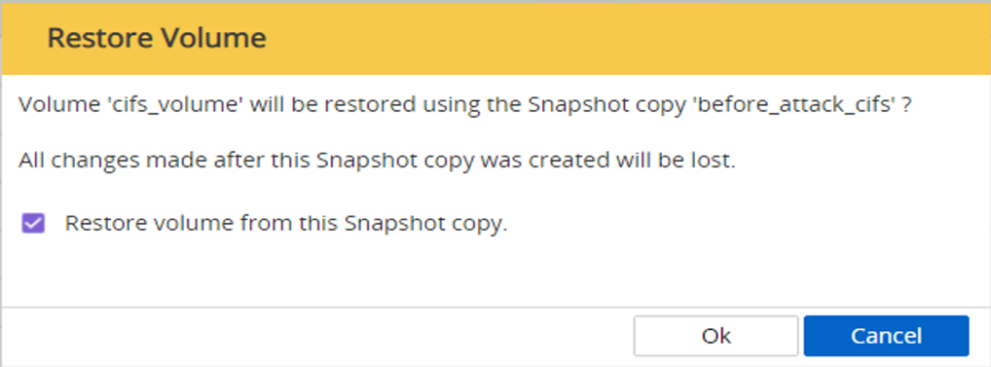 Restore Volume
Volume 'cifs_volume' will be restored using the Snapshot copy 'before_attack_cifs' ?
All changes made after this Snapshot copy was created will be lost.
Restore volume from this Snapshot copy.
Ok Cancel